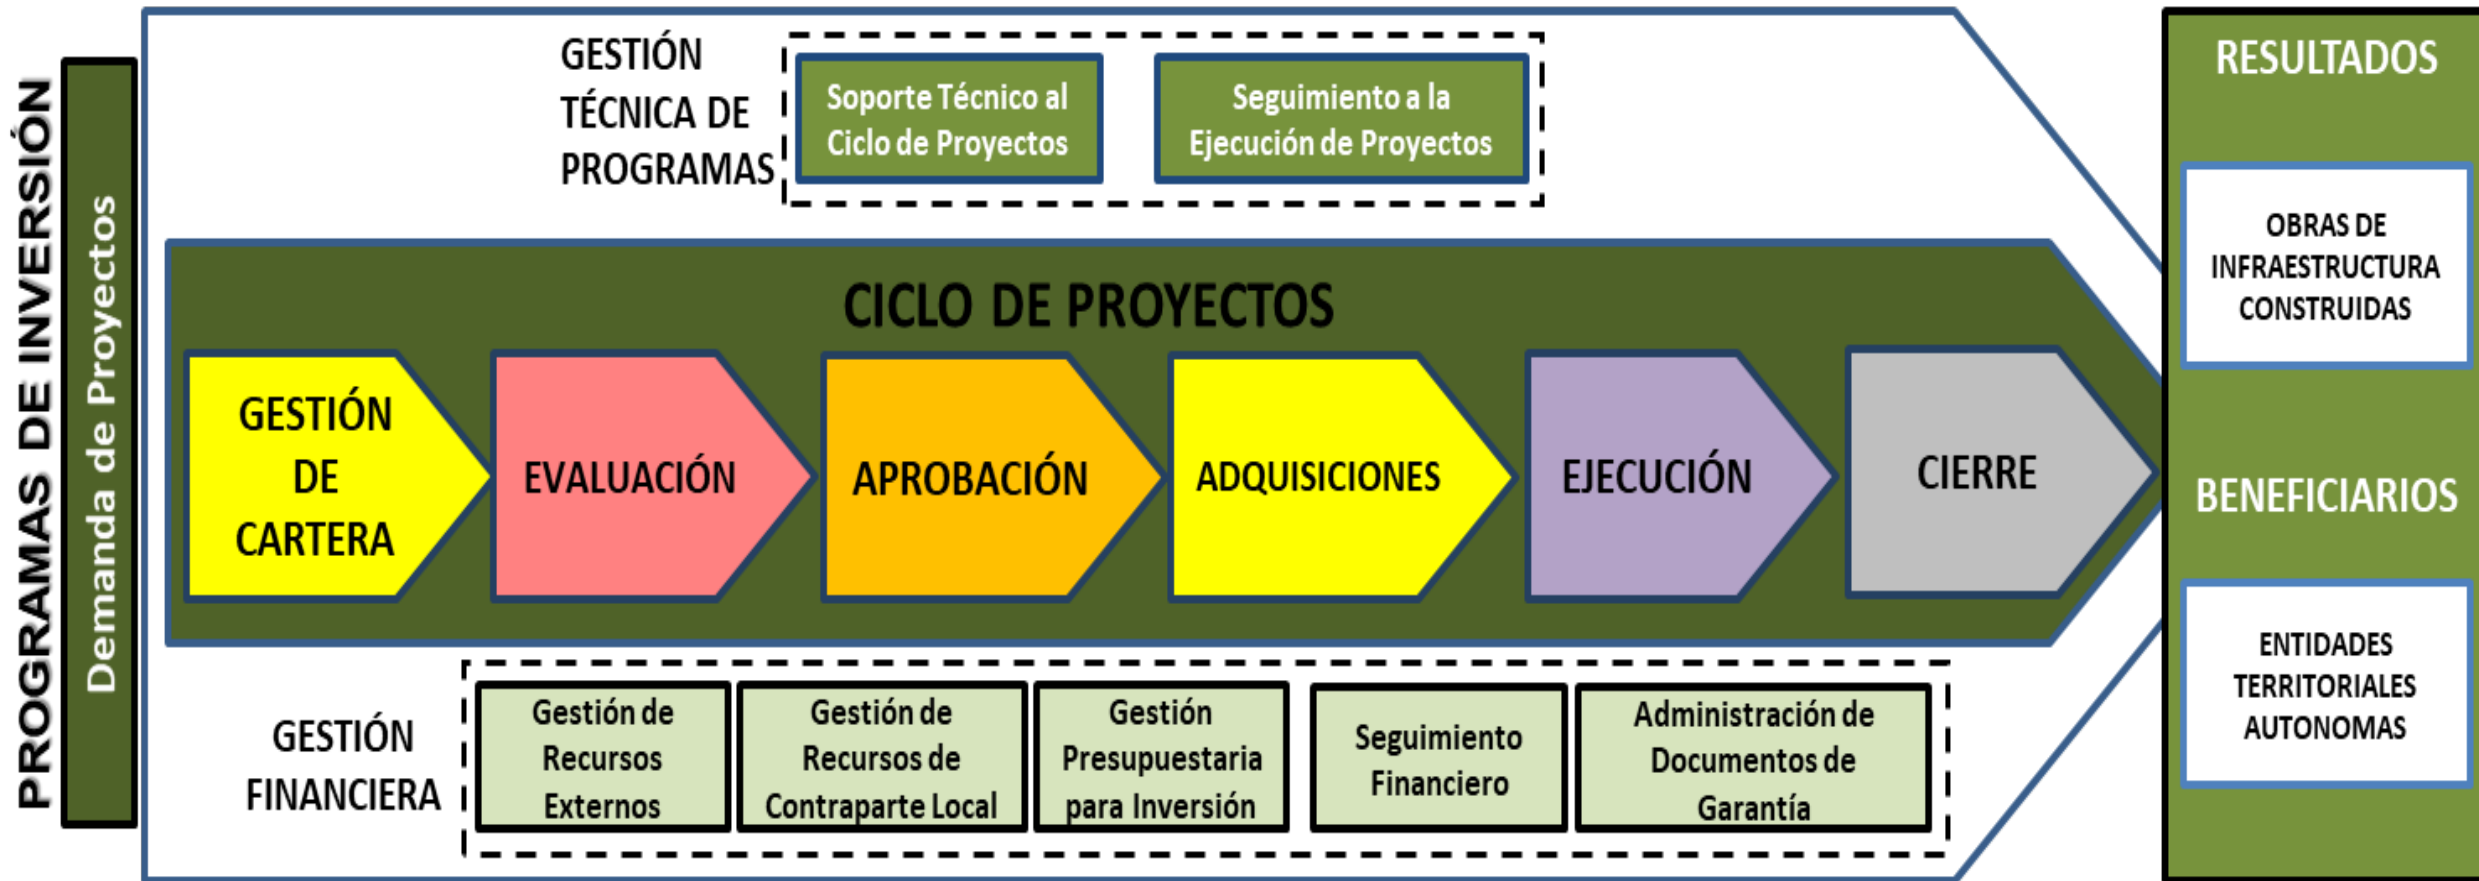 PROGRAMAS DE INVERSIÓN
Demanda de Proyectos
GESTIÓN
TÉCNICA DE
PROGRAMAS
Soporte Técnico al
Ciclo de Proyectos
Seguimiento a la
Ejecución de Proyectos
CICLO DE PROYECTOS
GESTIÓN
DE
CARTERA
EVALUACIÓN
APROBACIÓN
ADQUISICIONES
EJECUCIÓN
CIERRE
GESTIÓN
FINANCIERA
Gestión de
Recursos
Externos
Gestión de
Recursos de
Contraparte Local
Gestión
Presupuestaria
para Inversión
Seguimiento
Financiero
Administración de
Documentos de
Garantía
RESULTADOS
OBRAS DE
INFRAESTRUCTURA
CONSTRUIDAS
BENEFICIARIOS
ENTIDADES
TERRITORIALES
AUTONOMAS